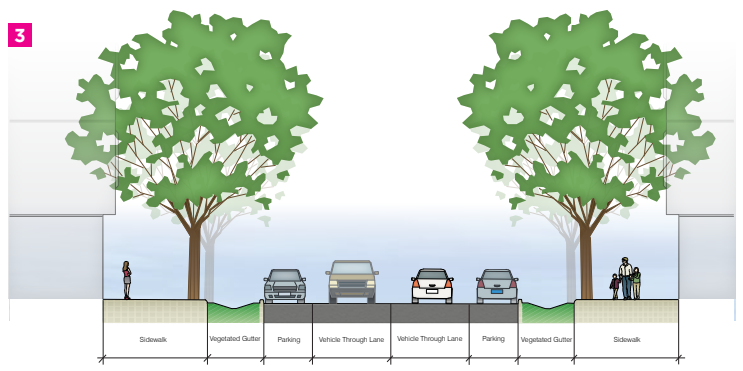 3
Sidewalk
Vegetated Gutter
Parking
Vehicle Through Lane
Vehicle Through Lane
Parking
Vegetated Gutter
Sidewalk